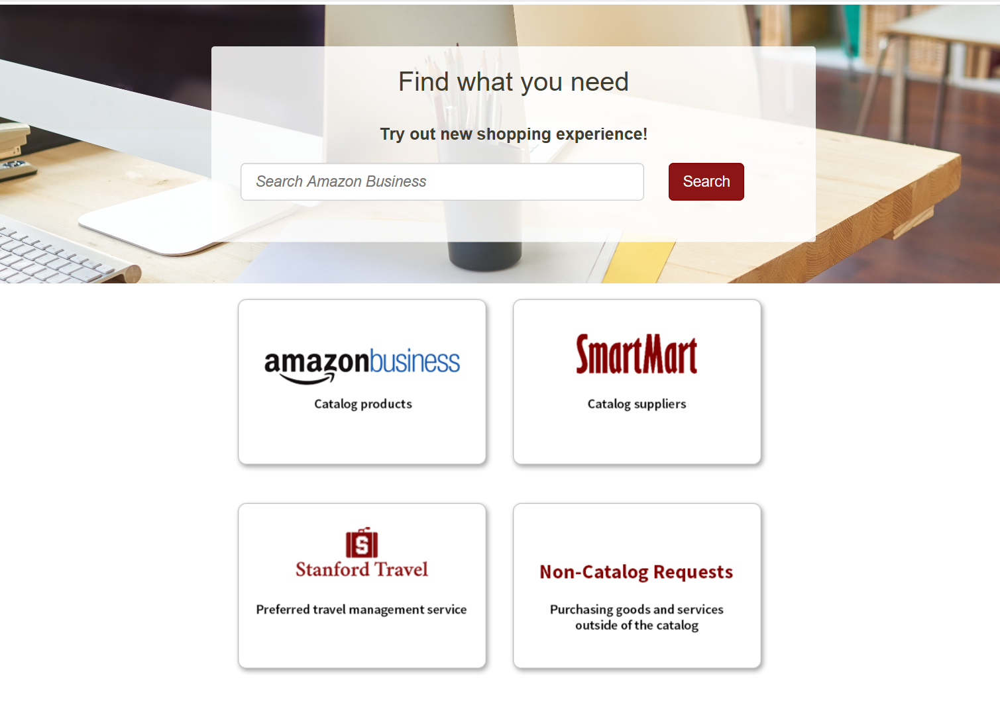 Find what you need
Try out new shopping experience!
Search Amazon Business
Search
amazonbusiness
Catalog products
SmartMart
Catalog suppliers
S
Stanford Travel
Preferred travel management service
Non-Catalog Requests
Purchasing goods and services
outside of the catalog